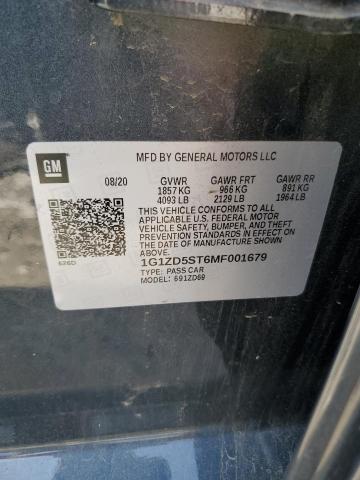 GM
MFD BY GENERAL MOTORS LLC
08/20 GVWR GAWR FRT GAWR RR
1857 KG 966 KG 891 KG
4093 LB 2129 LB 1964 LB
THIS VEHICLE CONFORMS TO ALL
APPLICABLE U.S. FEDERAL MOTOR
VEHICLE SAFETY, BUMPER, AND THEFT
PREVENTION STANDARDS IN EFFECT ON
THE DATE OF MANUFACTURE SHOWN
ABOVE.
626D
1G1ZD5ST6MF001679
TYPE: PASS CAR
MODEL: 691ZD69